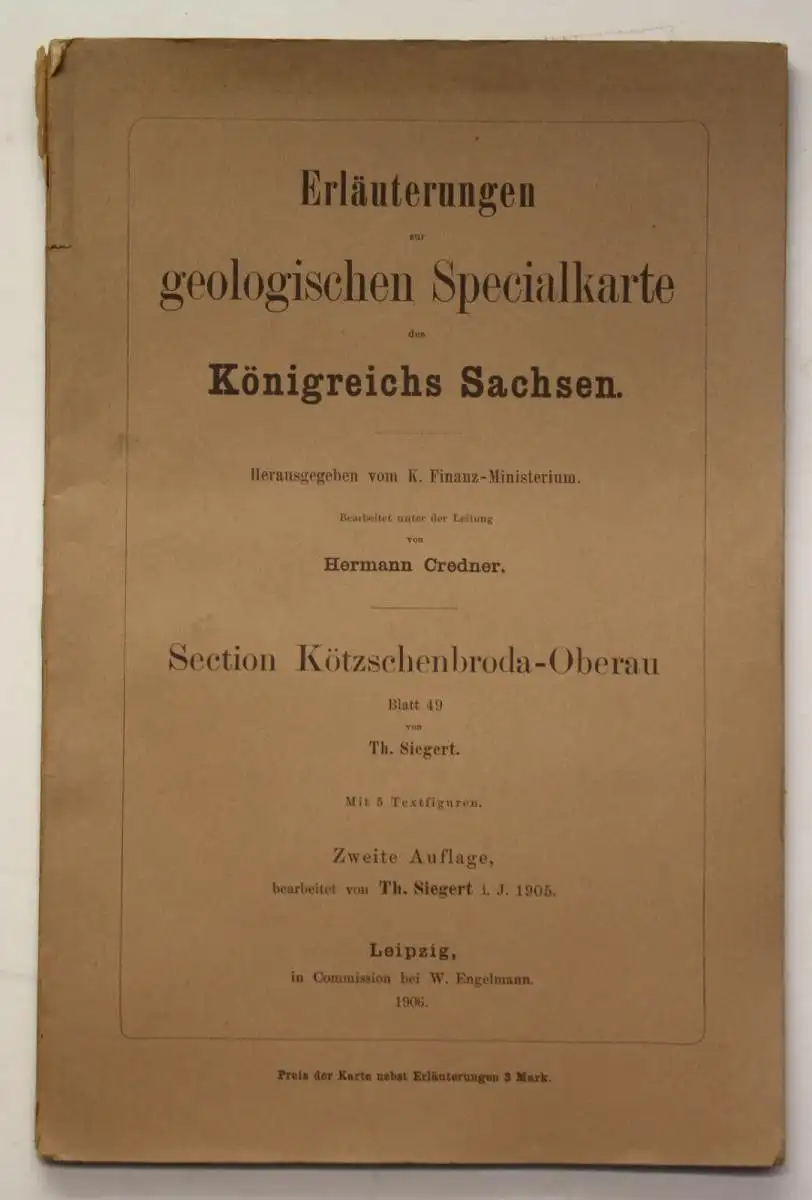 Erläuterungen
zur
geologischen Specialkarte
des
Königreichs Sachsen.
Herausgegeben vom K. Finanz-Ministerium.
Bearbeitet unter der Leitung
von
Hermann Credner.
Section Kötzschenbroda-Oberau
Blatt 49
von
Th. Siegert.
Mit 5 Textfiguren.
Zweite Auflage,
bearbeitet von Th. Siegert i. J. 1905.
Leipzig,
in Commission bei W. Engelmann.
1906.
Preis der Karte nebst Erläuterungen 3 Mark.